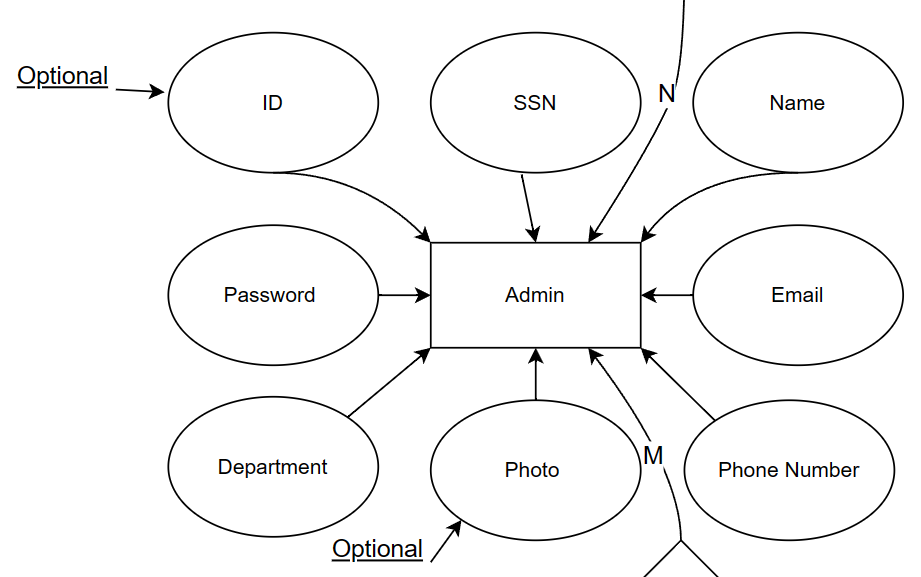 Optional
ID
SSN
N
Name
Password
Admin
Email
Department
Photo
M
Phone Number
Optional